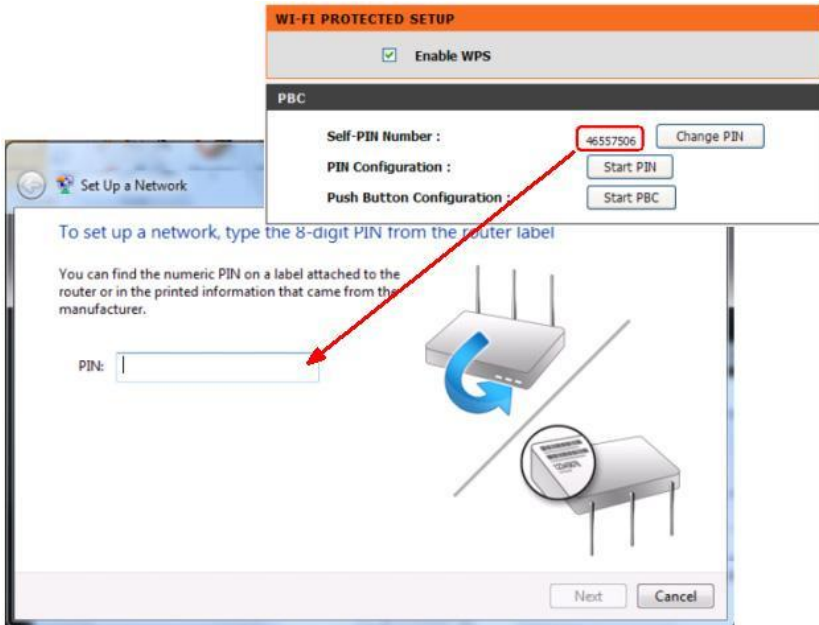 WI-FI PROTECTED SETUP
Enable WPS
PBC
Self-PIN Number :
46557506
Change PIN
PIN Configuration :
Start PIN
Push Button Configuration :
Start PBC
Set Up a Network
To set up a network, type the 8-digit PIN from the router label
You can find the numeric PIN on a label attached to the
router or in the printed information that came from the
manufacturer.
PIN:
12345678
Next
Cancel